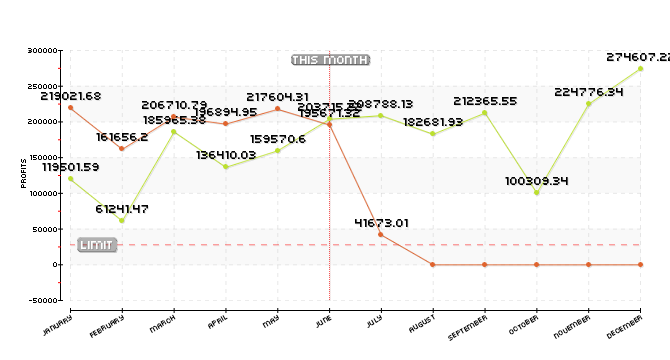 300000
THIS MONTH
274607.22
250000
219021.68
217604.31
224776.34
206710.79
196894.95
208788.13
212365.55
200000
185965.38
195671.32
182681.93
161656.2
159570.6
150000
136410.03
119501.59
PROFITS
100000
100309.34
61241.47
50000
41673.01
LIMIT
0
-50000
JANUARY
FEBRUARY
MARCH
APRIL
MAY
JUNE
JULY
AUGUST
SEPTEMBER
OCTOBER
NOVEMBER
DECEMBER